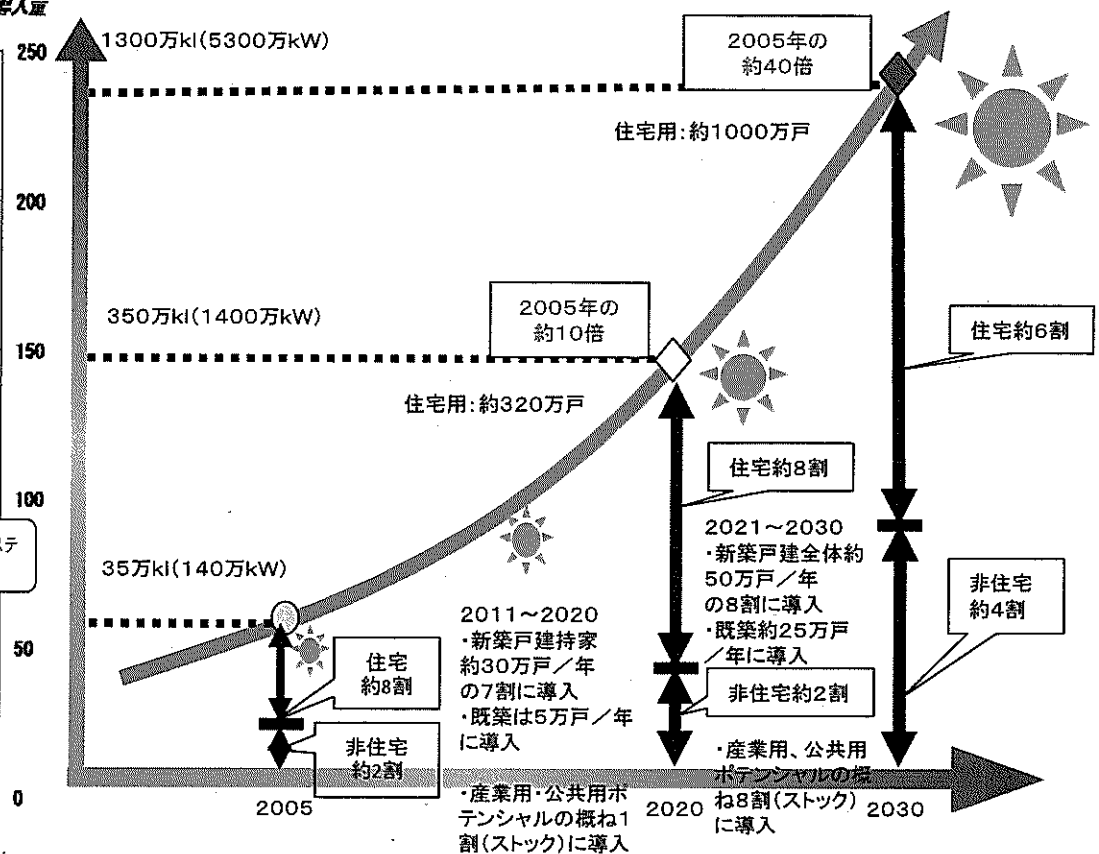 導入量
250
200
150
100
50
0
1300万kl(5300万kW)
2005年の
約40倍
住宅用:約1000万戸
350万kl(1400万kW)
2005年の
約10倍
住宅約6割
住宅用:約320万戸
住宅約8割
35万kl(140万kW)
2021～2030
・新築戸建全体約
50万戸／年
の8割に導入
・既築約25万戸
／年に導入
非住宅
約4割
2011～2020
・新築戸建持家
約30万戸／年
の7割に導入
・既築は5万戸／年
に導入
住宅
約8割
非住宅約2割
非住宅
約2割
・産業用、公共用
ポテンシャルの概
ね8割(ストック)
に導入
・産業用・公共用ポ
テンシャルの概ね1
割(ストック)に導入
2005
2020
2030